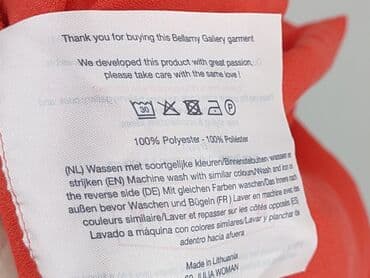 Thank you for buying this Bellamy Gallery garment
We developed this product with great passion,
please take care with the same love!
30
P
100% Polyester - 100% Poliéster
(NL) Wassen met soortgelijke kleuren/Binnenstebuiten wassen en
strijken (EN) Machine wash with similar colours/Wash and iron on
the reverse side (DE) Mit gleichen Farben waschen/Das Innere nach
außen bevor Waschen und Bügeln (FR) Laver en machine avec des
couleurs similaire/Laver et repasser sur les côtés opposés (ES)
Lavado a máquina con colores similares/Lavar y planchar de
adentro hacia afuera
Made in Lithuania
JULIA WOMAN